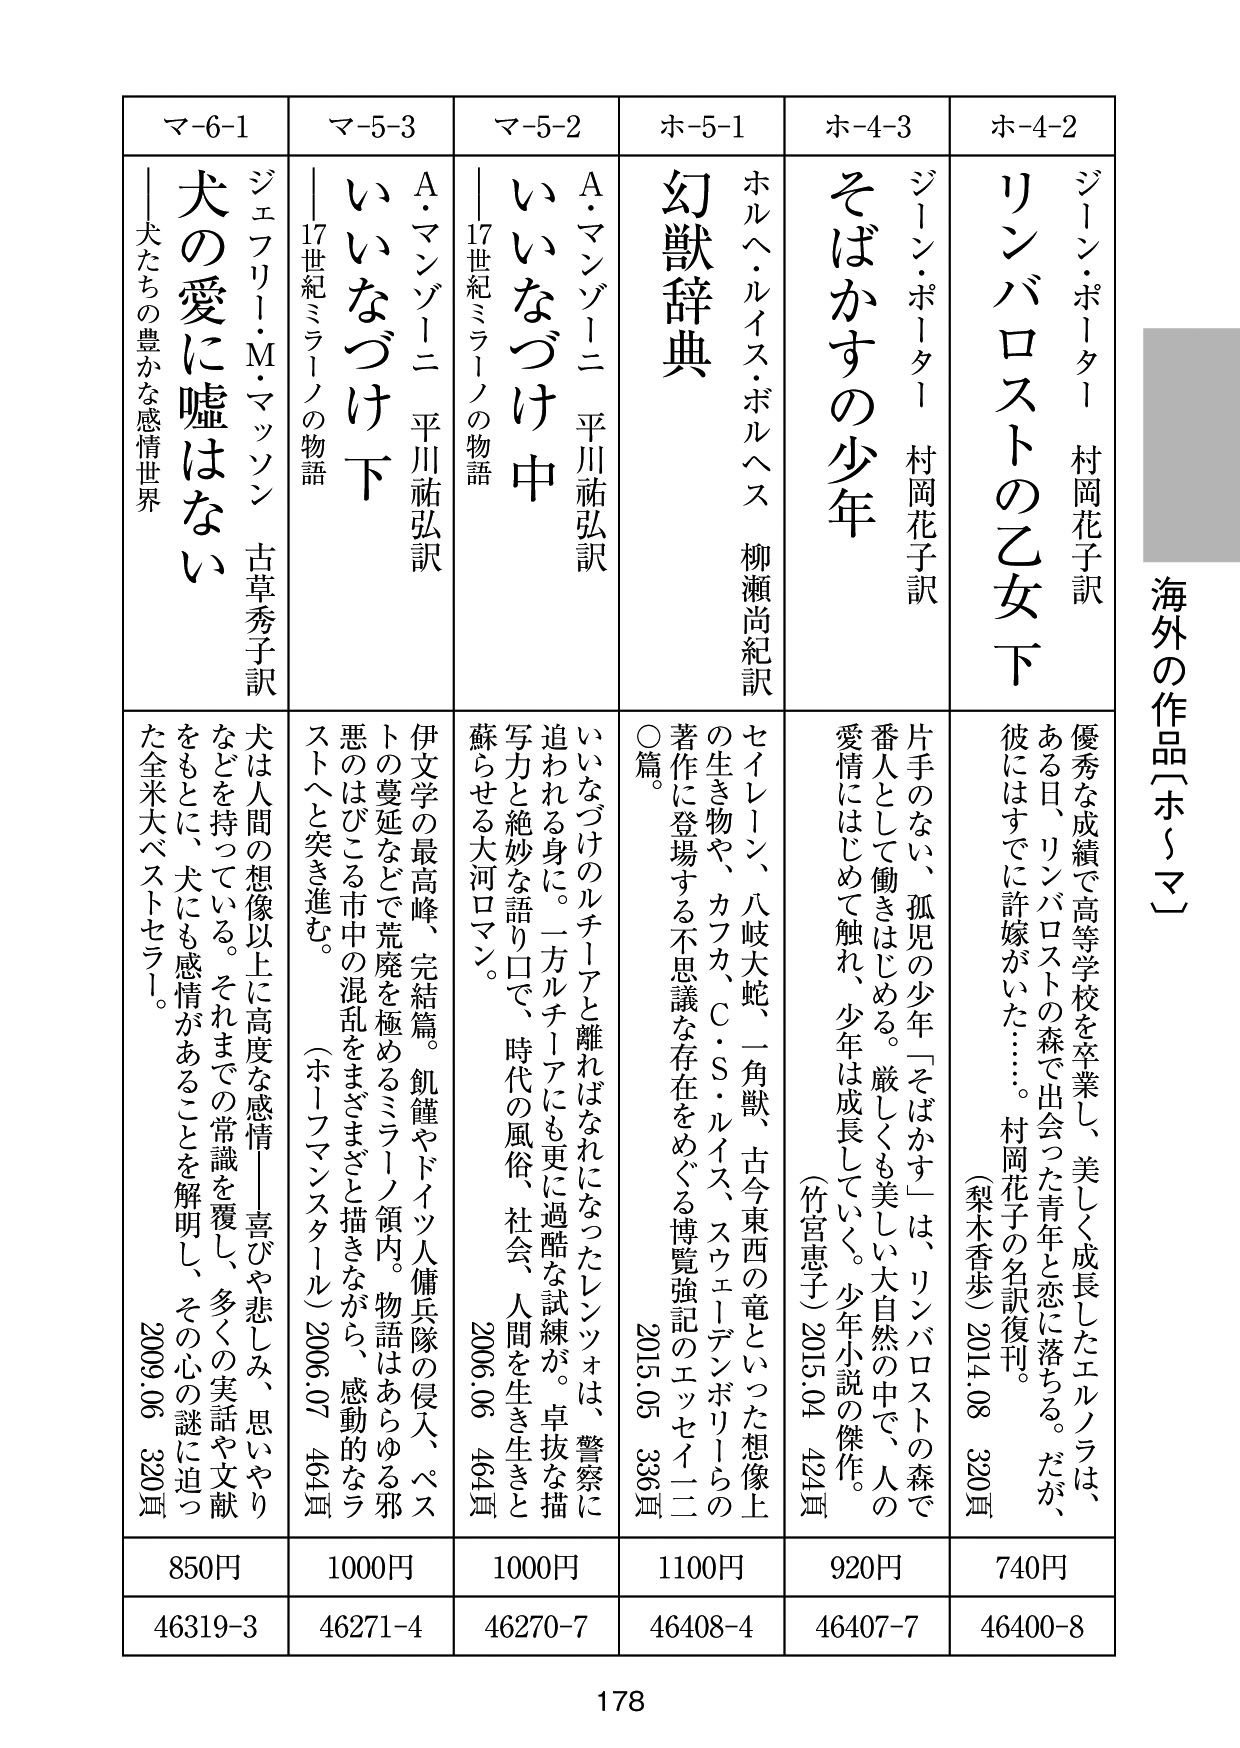 海外の作品〔ホ〜マ〕
ホ-4-2
ジーン・ポーター 村岡花子訳
リンバロストの乙女 下
優秀な成績で高等学校を卒業し、美しく成長したエルノラは、
ある日、リンバロストの森で出会った青年と恋に落ちる。だが、
彼にはすでに許嫁がいた……。村岡花子の名訳復刊。
（梨木香歩）2014.08 320頁
740円
46400-8
ホ-4-3
ジーン・ポーター 村岡花子訳
そばかすの少年
片手のない、孤児の少年「そばかす」は、リンバロストの森で
番人として働きはじめる。厳しくも美しい大自然の中で、人の
愛情にはじめて触れ、少年は成長していく。少年小説の傑作。
（竹宮恵子）2015.04 424頁
920円
46407-7
ホ-5-1
ホルヘ・ルイス・ボルヘス 柳瀬尚紀訳
幻獣辞典
セイレーン、八岐大蛇、一角獣、古今東西の竜といった想像上
の生き物や、カフカ、C・S・ルイス、スウェーデンボリーらの
著作に登場する不思議な存在をめぐる博覧強記のエッセイ一二
〇篇。
2015.05 336頁
1100円
46408-4
マ-5-2
A・マンゾーニ 平川祐弘訳
いいなづけ 中
――17世紀ミラーノの物語
いいなづけのルチーアと離ればなれになったレンツォは、警察に
追われる身に。一方ルチーアにも更に過酷な試練が。卓抜な描
写力と絶妙な語り口で、時代の風俗、社会、人間を生き生きと
蘇らせる大河ロマン。
2006.06 464頁
1000円
46270-7
マ-5-3
A・マンゾーニ 平川祐弘訳
いいなづけ 下
――17世紀ミラーノの物語
伊文学の最高峰、完結篇。飢饉やドイツ人傭兵隊の侵入、ペス
トの蔓延などで荒廃を極めるミラーノ領内。物語はあらゆる邪
悪のはびこる市中の混乱をまざまざと描きながら、感動的なラ
ストへと突き進む。
（ホーフマンスタール）2006.07 464頁
1000円
46271-4
マ-6-1
ジェフリー・M・マッソン 古草秀子訳
犬の愛に嘘はない
――犬たちの豊かな感情世界
犬は人間の想像以上に高度な感情――喜びや悲しみ、思いやり
などを持っている。それまでの常識を覆し、多くの実話や文献
をもとに、犬にも感情があることを解明し、その心の謎に迫っ
た全米大ベストセラー。
2009.06 320頁
850円
46319-3
178